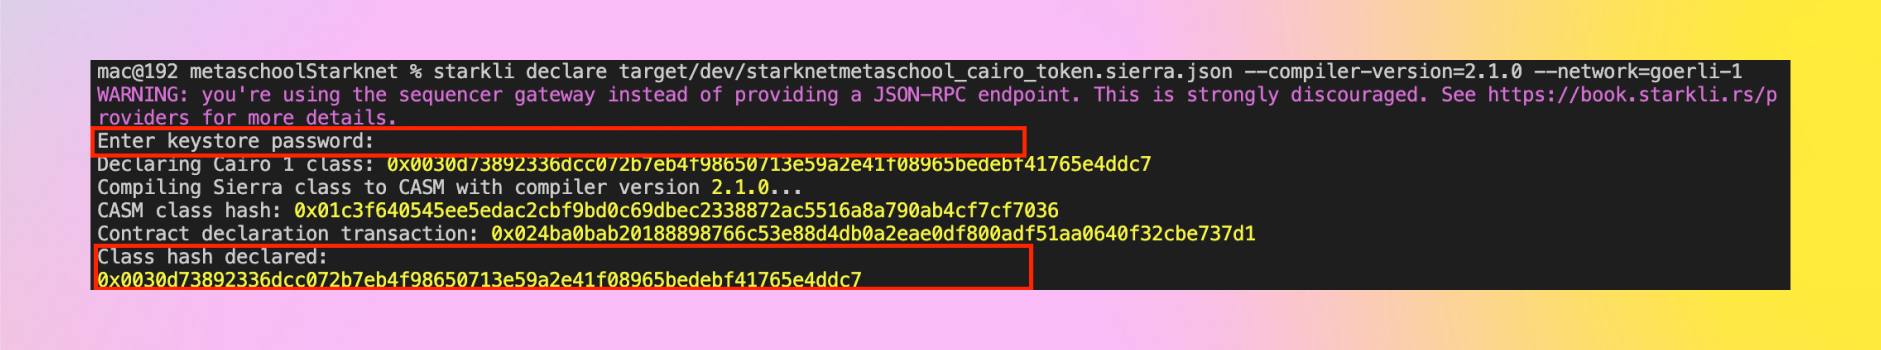 mac@192 metaschoolStarknet % starkli declare target/dev/starknetmetaschool_cairo_token.sierra.json --compiler-version=2.1.0 --network=goerli-1
WARNING: you're using the sequencer gateway instead of providing a JSON-RPC endpoint. This is strongly discouraged. See https://book.starkli.rs/p
roviders for more details.
Enter keystore password:
Declaring Cairo 1 class: 0x0030d73892336dcc072b7eb4f98650713e59a2e41f08965bedebf41765e4ddc7
Compiling Sierra class to CASM with compiler version 2.1.0...
CASM class hash: 0x01c3f640545ee5edac2cbf9bd0c69dbec2338872ac5516a8a790ab4cf7cf7036
Contract declaration transaction: 0x024ba0bab20188898766c53e88d4db0a2eae0df800adf51aa0640f32cbe737d1
Class hash declared:
0x0030d73892336dcc072b7eb4f98650713e59a2e41f08965bedebf41765e4ddc7